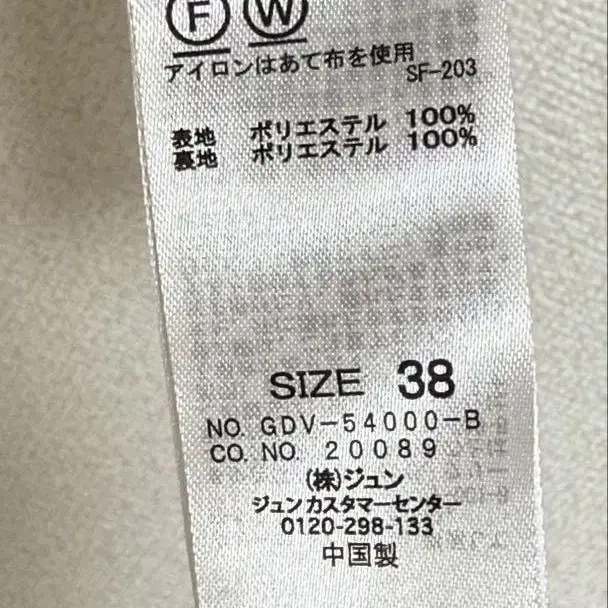 F W
アイロンはあて布を使用
SF-203
表地 ポリエステル 100%
裏地 ポリエステル 100%
SIZE 38
NO. GDV-54000-B
CO. NO. 20089
(株)ジュン
ジュンカスタマーセンター
0120-298-133
中国製